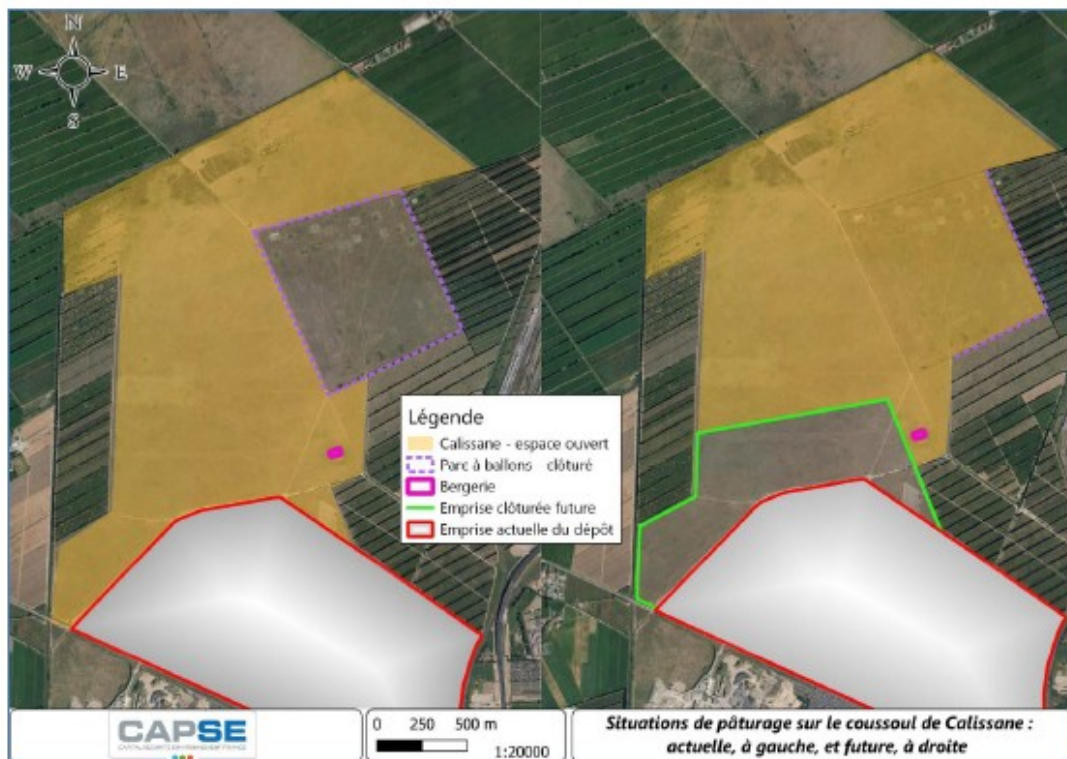 N
W E
S
Légende
Calissane - espace ouvert
Parc à ballons clôturé
Bergerie
Emprise clôturée future
Emprise actuelle du dépôt
CAPSE
0 250 500 m
1:20000
Situations de pâturage sur le coussoul de Calissane :
actuelle, à gauche, et future, à droite